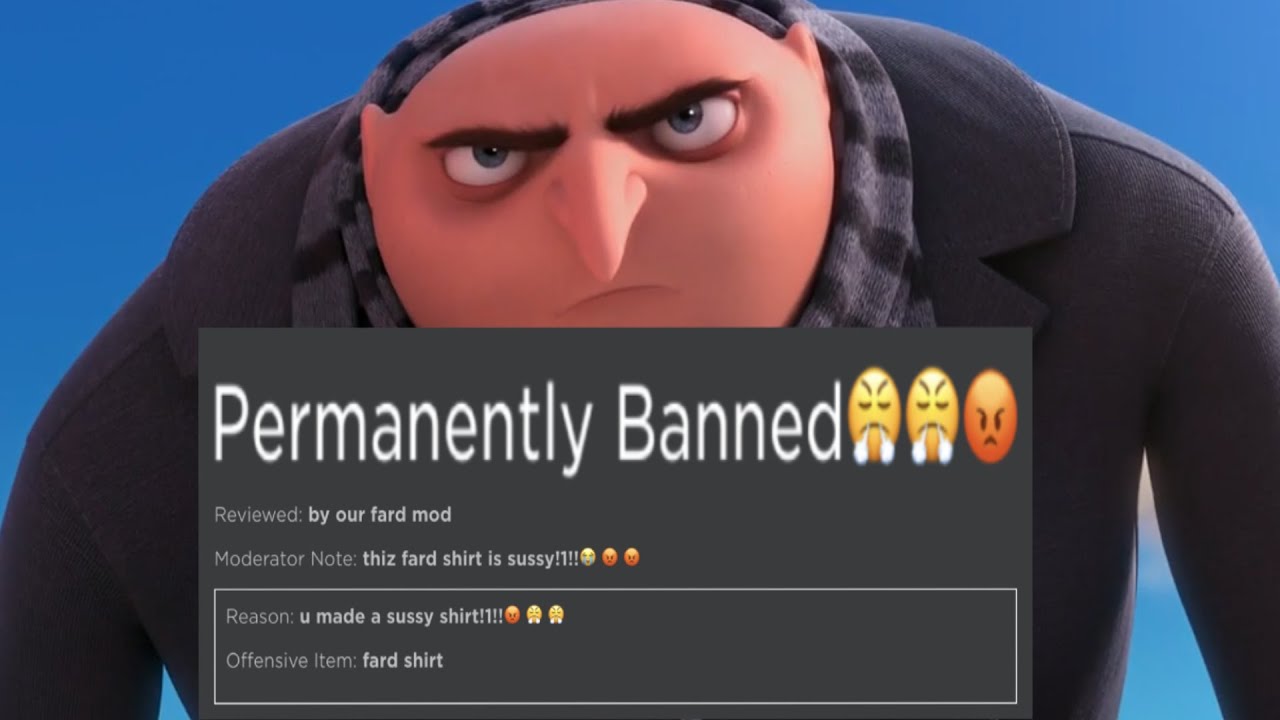 Permanently Banned😤😤😡
Reviewed: by our fard mod
Moderator Note: thiz fard shirt is sussy!1!!😭😡😡
Reason: u made a sussy shirt!1!!😡😤😤
Offensive Item: fard shirt